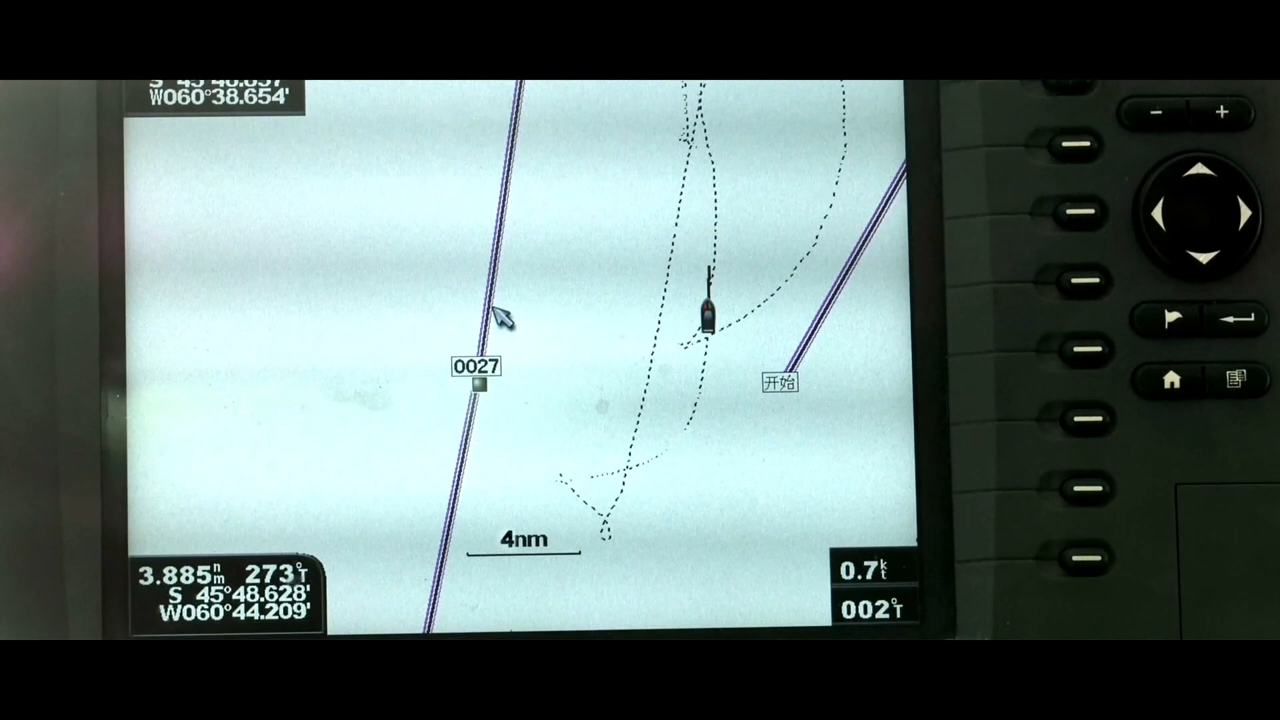 W060°38.654'
0027
开始
4nm
3.885nm 273°T
S 45°48.628'
W060°44.209'
0.7kt
002°T